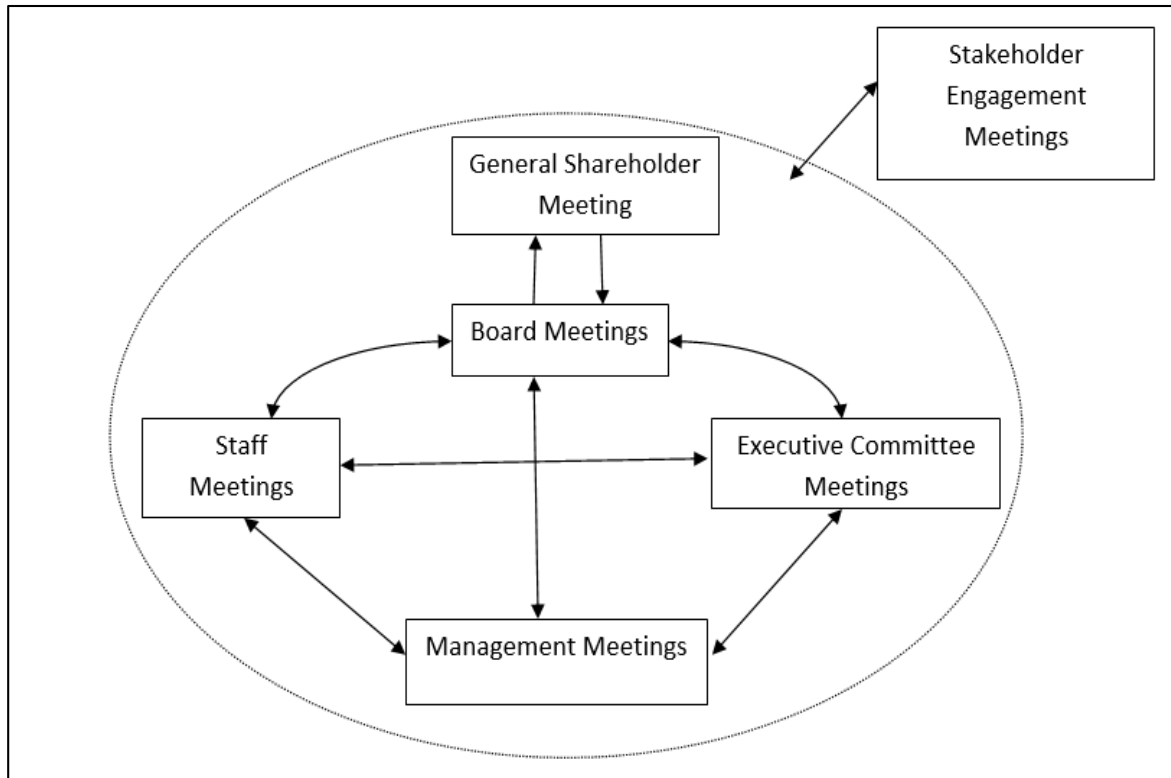 Stakeholder
Engagement
Meetings
General Shareholder
Meeting
Board Meetings
Staff
Meetings
Executive Committee
Meetings
Management Meetings